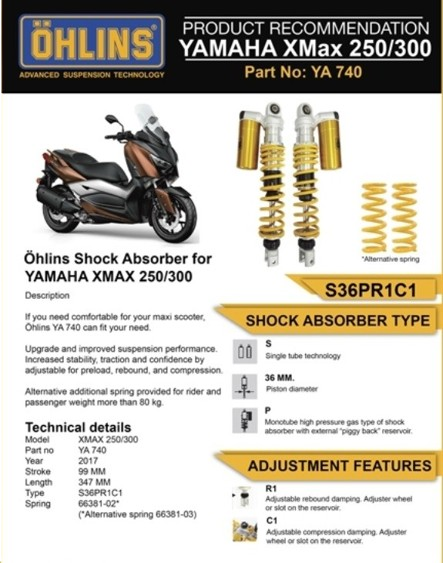 ÖHLINS
ADVANCED SUSPENSION TECHNOLOGY
PRODUCT RECOMMENDATION
YAMAHA XMax 250/300
Part No: YA 740
*Alternative spring
Öhlins Shock Absorber for
YAMAHA XMAX 250/300
Description
If you need comfortable for your maxi scooter,
Öhlins YA 740 can fit your need.
Upgrade and improved suspension performance.
Increased stability, traction and confidence by
adjustable for preload, rebound, and compression.
Alternative additional spring provided for rider and
passenger weight more than 80 kg.
Technical details
Model XMAX 250/300
Part no YA 740
Year 2017
Stroke 99 MM
Length 347 MM
Type S36PR1C1
Spring 66381-02*
(*Alternative spring 66381-03)
S36PR1C1
SHOCK ABSORBER TYPE
S
Single tube technology
36 MM.
Piston diameter
P
Monotube high pressure gas type of shock
absorber with external “piggy back” reservoir.
ADJUSTMENT FEATURES
R1
Adjustable rebound damping. Adjuster wheel
or slot on the reservoir.
C1
Adjustable compression damping. Adjuster
wheel or slot on the reservoir.